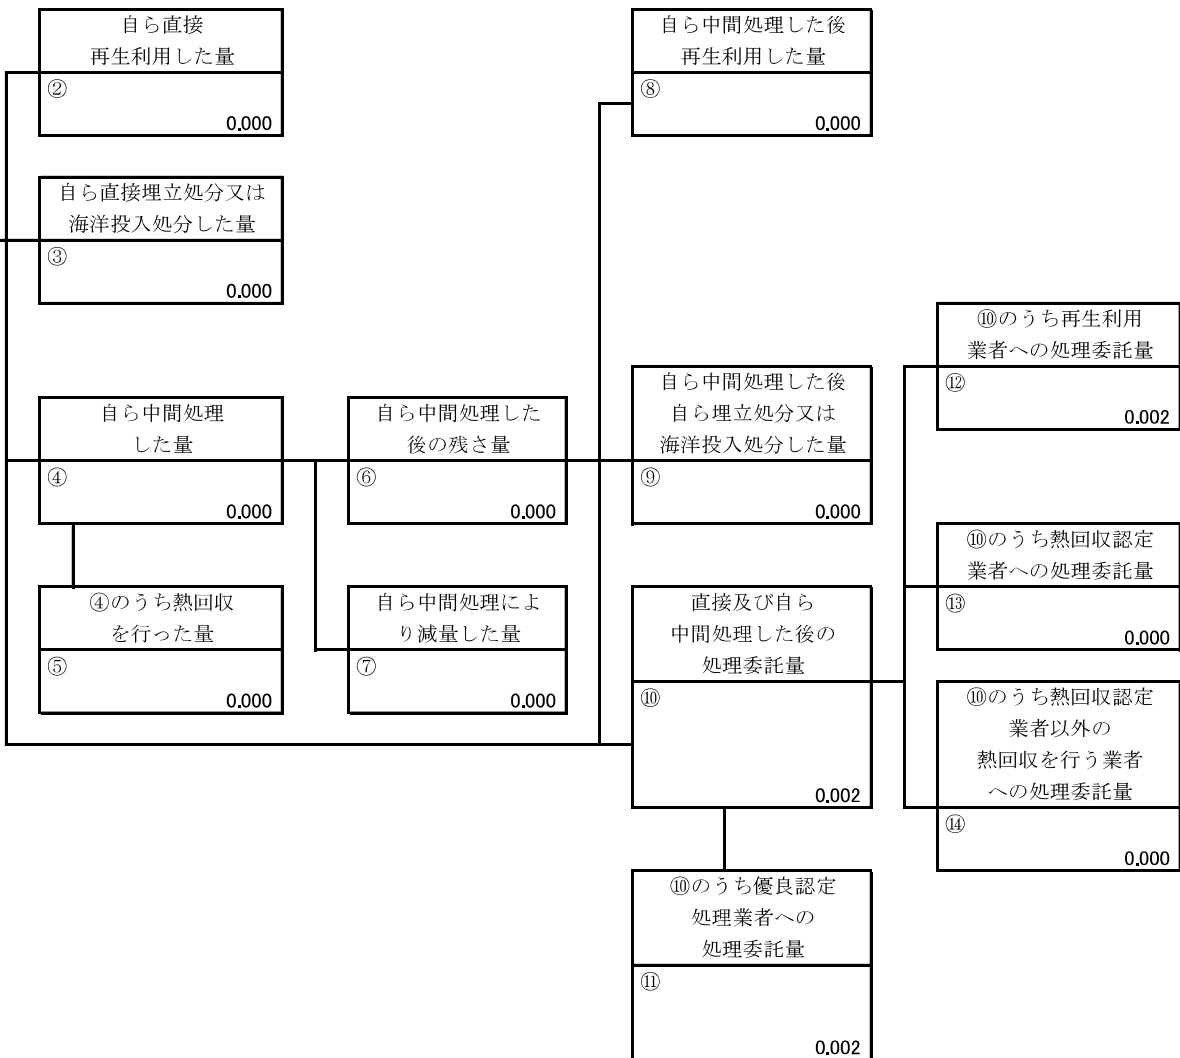 自ら直接
再生利用した量
②
0.000
自ら直接埋立処分又は
海洋投入処分した量
③
0.000
自ら中間処理
した量
④
0.000
④のうち熱回収
を行った量
⑤
0.000
自ら中間処理した
後の残さ量
⑥
0.000
自ら中間処理によ
り減量した量
⑦
0.000
自ら中間処理した後
再生利用した量
⑧
0.000
自ら中間処理した後
自ら埋立処分又は
海洋投入処分した量
⑨
0.000
直接及び自ら
中間処理した後の
処理委託量
⑩
0.002
⑩のうち優良認定
処理業者への
処理委託量
⑪
0.002
⑩のうち再生利用
業者への処理委託量
⑫
0.002
⑩のうち熱回収認定
業者への処理委託量
⑬
0.000
⑩のうち熱回収認定
業者以外の
熱回収を行う業者
への処理委託量
⑭
0.000